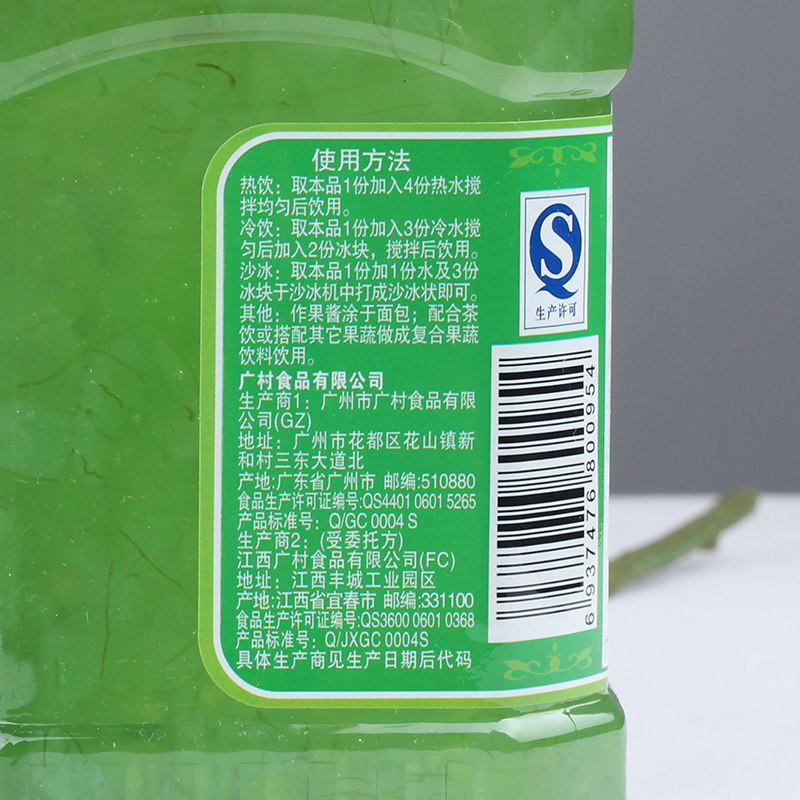 使用方法
热饮：取本品1份加入4份热水搅
拌均匀后饮用。
冷饮：取本品1份加入3份冷水搅
匀后加入2份冰块，搅拌后饮用。
沙冰：取本品1份加1份水及3份
冰块于沙冰机中打成沙冰状即可。
其他：作果酱涂于面包；配合茶
饮或搭配其它果蔬做成复合果蔬
饮料饮用。
广村食品有限公司
生产商1：广州市广村食品有限
公司(GZ)
地址：广州市花都区花山镇新
和村三东大道北
产地:广东省广州市 邮编:510880
食品生产许可证编号:QS4401 0601 5265
产品标准号：Q/GC 0004 S
生产商2：(受委托方)
江西广村食品有限公司(FC)
地址：江西丰城工业园区
产地:江西省宜春市 邮编:331100
食品生产许可证编号:QS3600 0601 0368
产品标准号：Q/JXGC 0004S
具体生产商见生产日期后代码
生产许可
6 937476 800954